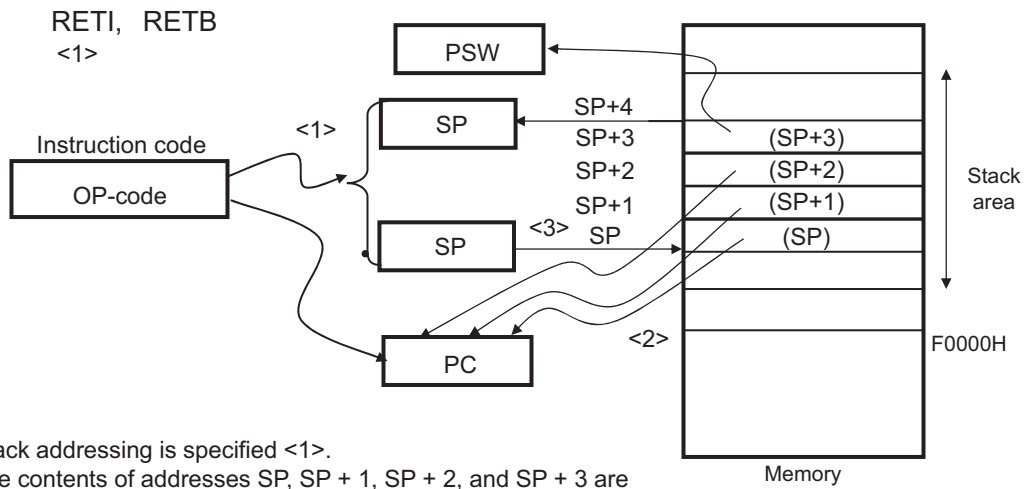 RETI, RETB
<1>
PSW
SP+4
<1>
SP
SP+3
(SP+3)
Instruction code
SP+2
(SP+2)
OP-code
Stack
area
SP+1
(SP+1)
SP
<3>
SP
(SP)
<2>
F0000H
PC
ack addressing is specified <1>.
e contents of addresses SP, SP + 1, SP + 2, and SP + 3 are
Memory